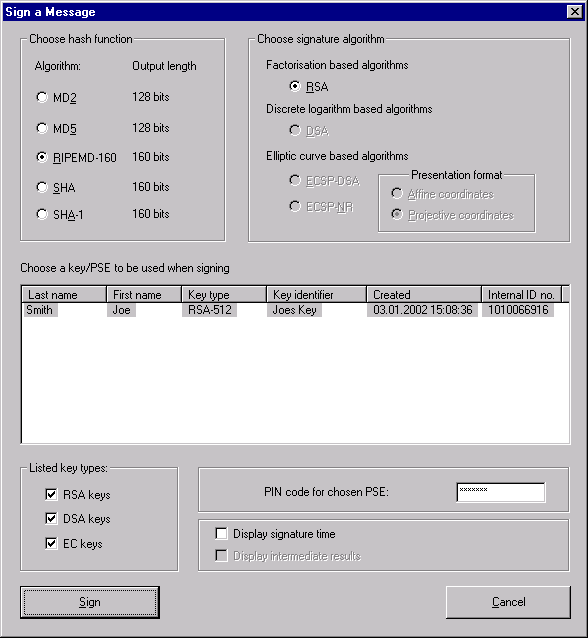 Sign a Message
Choose hash function
Algorithm: Output length
MD2 128 bits
MD5 128 bits
RIPEMD-160 160 bits
SHA 160 bits
SHA-1 160 bits
Choose signature algorithm
Factorisation based algorithms
RSA
Discrete logarithm based algorithms
DSA
Elliptic curve based algorithms
ECSP-DSA
ECSP-NR
Presentation format
Affine coordinates
Projective coordinates
Choose a key/PSE to be used when signing
Last name First name Key type Key identifier Created Internal ID no.
Smith Joe RSA-512 Joes Key 03.01.2002 15:08:36 1010066916
Listed key types:
RSA keys
DSA keys
EC keys
PIN code for chosen PSE: *******
Display signature time
Display intermediate results
Sign Cancel